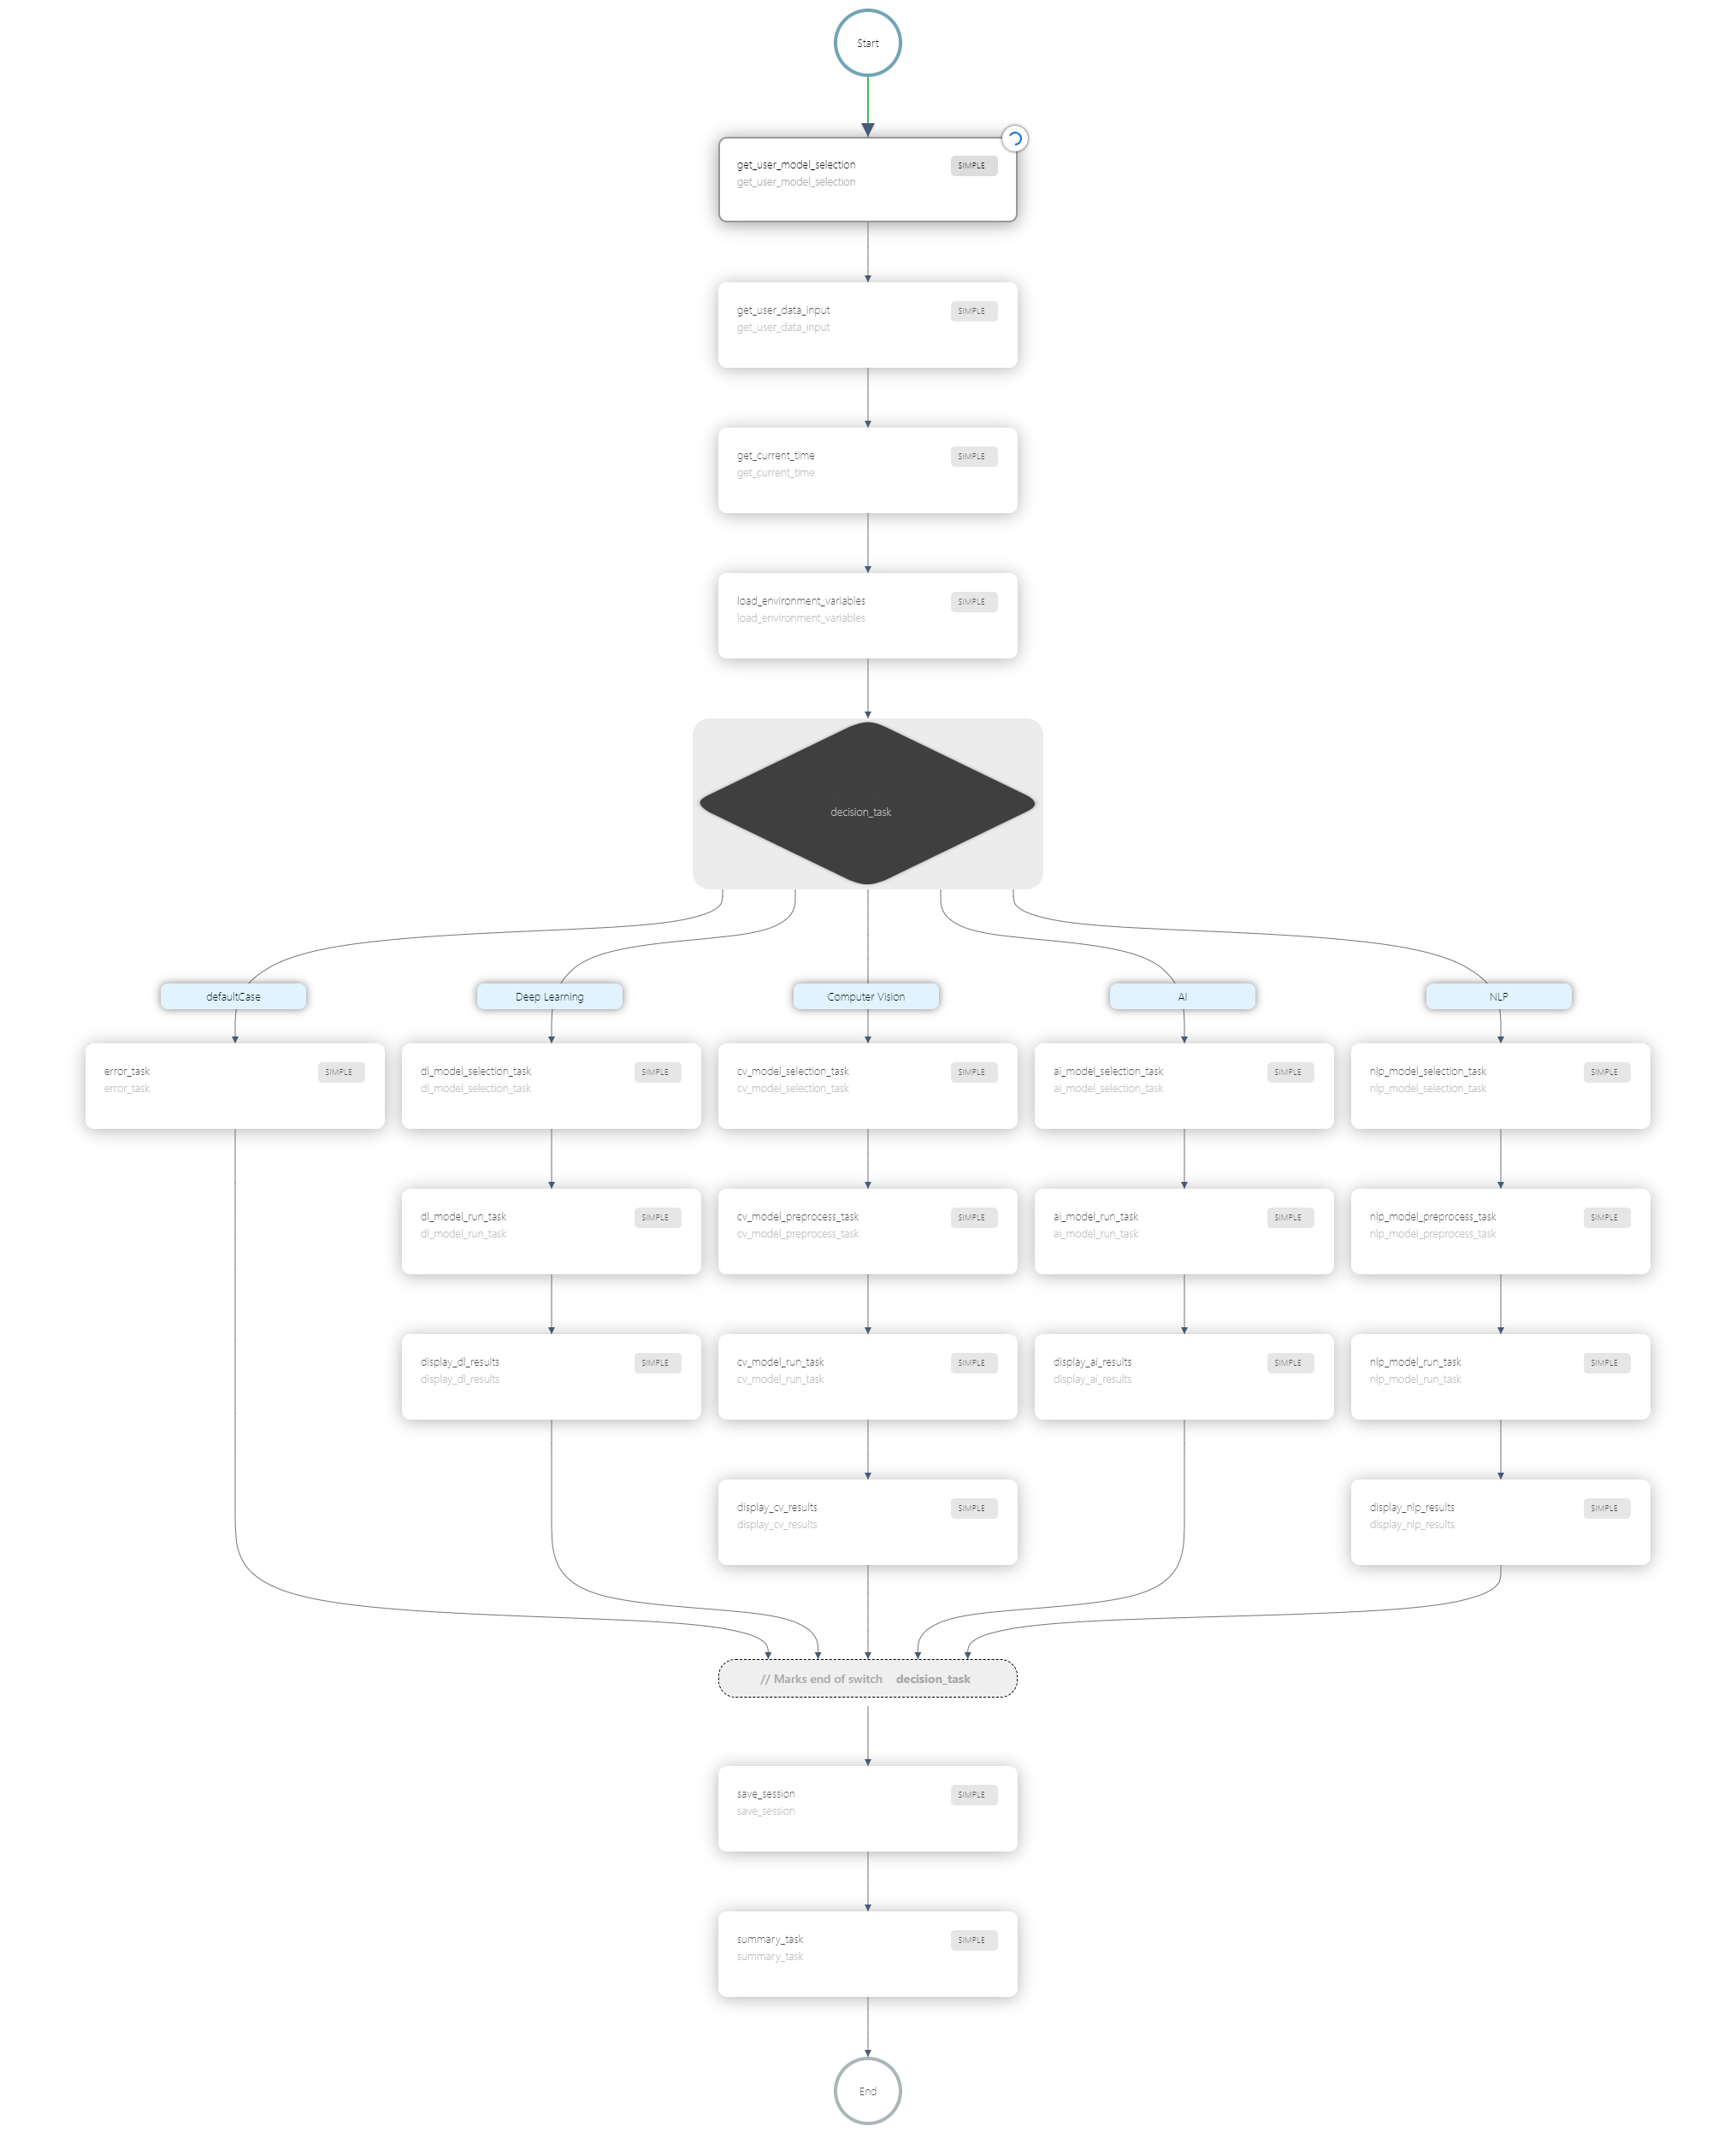 Start
get_user_model_selection
SIMPLE
get_user_model_selection
get_user_data_input
SIMPLE
get_user_data_input
get_current_time
SIMPLE
get_current_time
load_environment_variables
SIMPLE
load_environment_variables
decision_task
defaultCase
Deep Learning
Computer Vision
AI
NLP
error_task
SIMPLE
error_task
dl_model_selection_task
SIMPLE
dl_model_selection_task
cv_model_selection_task
SIMPLE
cv_model_selection_task
ai_model_selection_task
SIMPLE
ai_model_selection_task
nlp_model_selection_task
SIMPLE
nlp_model_selection_task
dl_model_run_task
SIMPLE
dl_model_run_task
cv_model_preprocess_task
SIMPLE
cv_model_preprocess_task
ai_model_run_task
SIMPLE
ai_model_run_task
nlp_model_preprocess_task
SIMPLE
nlp_model_preprocess_task
display_dl_results
SIMPLE
display_dl_results
cv_model_run_task
SIMPLE
cv_model_run_task
display_ai_results
SIMPLE
display_ai_results
nlp_model_run_task
SIMPLE
nlp_model_run_task
display_cv_results
SIMPLE
display_cv_results
display_nlp_results
SIMPLE
display_nlp_results
// Marks end of switch decision_task
save_session
SIMPLE
save_session
summary_task
SIMPLE
summary_task
End